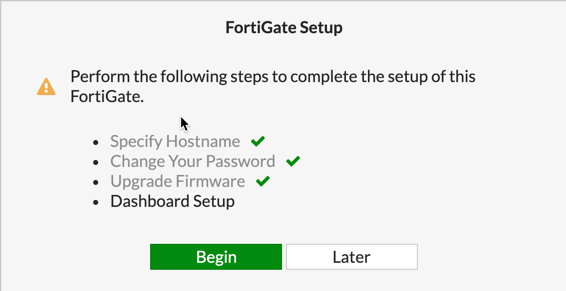 FortiGate Setup
Perform the following steps to complete the setup of this
FortiGate.
• Specify Hostname ✔
• Change Your Password ✔
• Upgrade Firmware ✔
• Dashboard Setup
Begin
Later